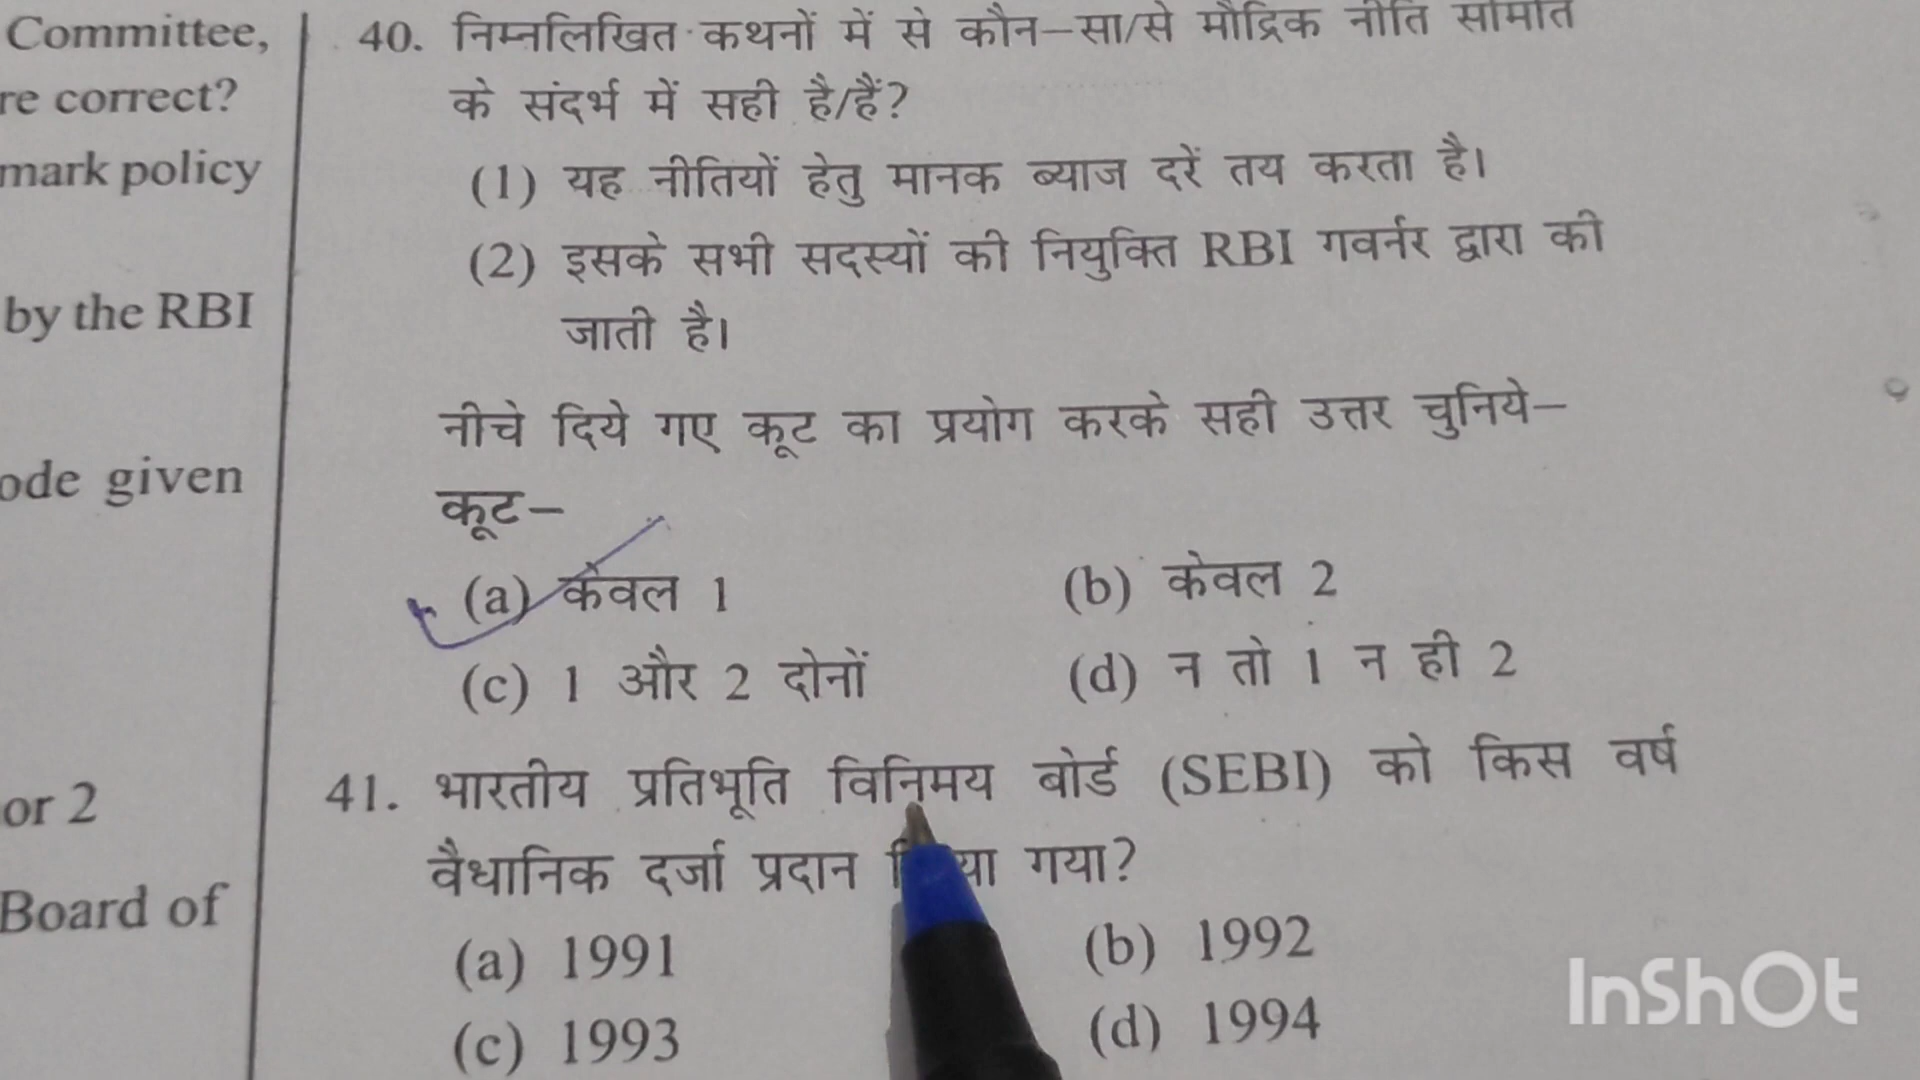 Committee,
re correct?
mark policy
by the RBI
ode given
or 2
Board of
40. निम्नलिखित कथनों में से कौन-सा/से मौद्रिक नीति समिति
के संदर्भ में सही है/हैं?
(1) यह नीतियों हेतु मानक ब्याज दरें तय करता है।
(2) इसके सभी सदस्यों की नियुक्ति RBI गवर्नर द्वारा की
जाती है।
नीचे दिये गए कूट का प्रयोग करके सही उत्तर चुनिये-
कूट-
(a) केवल 1 (b) केवल 2
(c) 1 और 2 दोनों (d) न तो 1 न ही 2
41. भारतीय प्रतिभूति विनिमय बोर्ड (SEBI) को किस वर्ष
वैधानिक दर्जा प्रदान गया?
(a) 1991 (b) 1992
(c) 1993 (d) 1994
InShOt